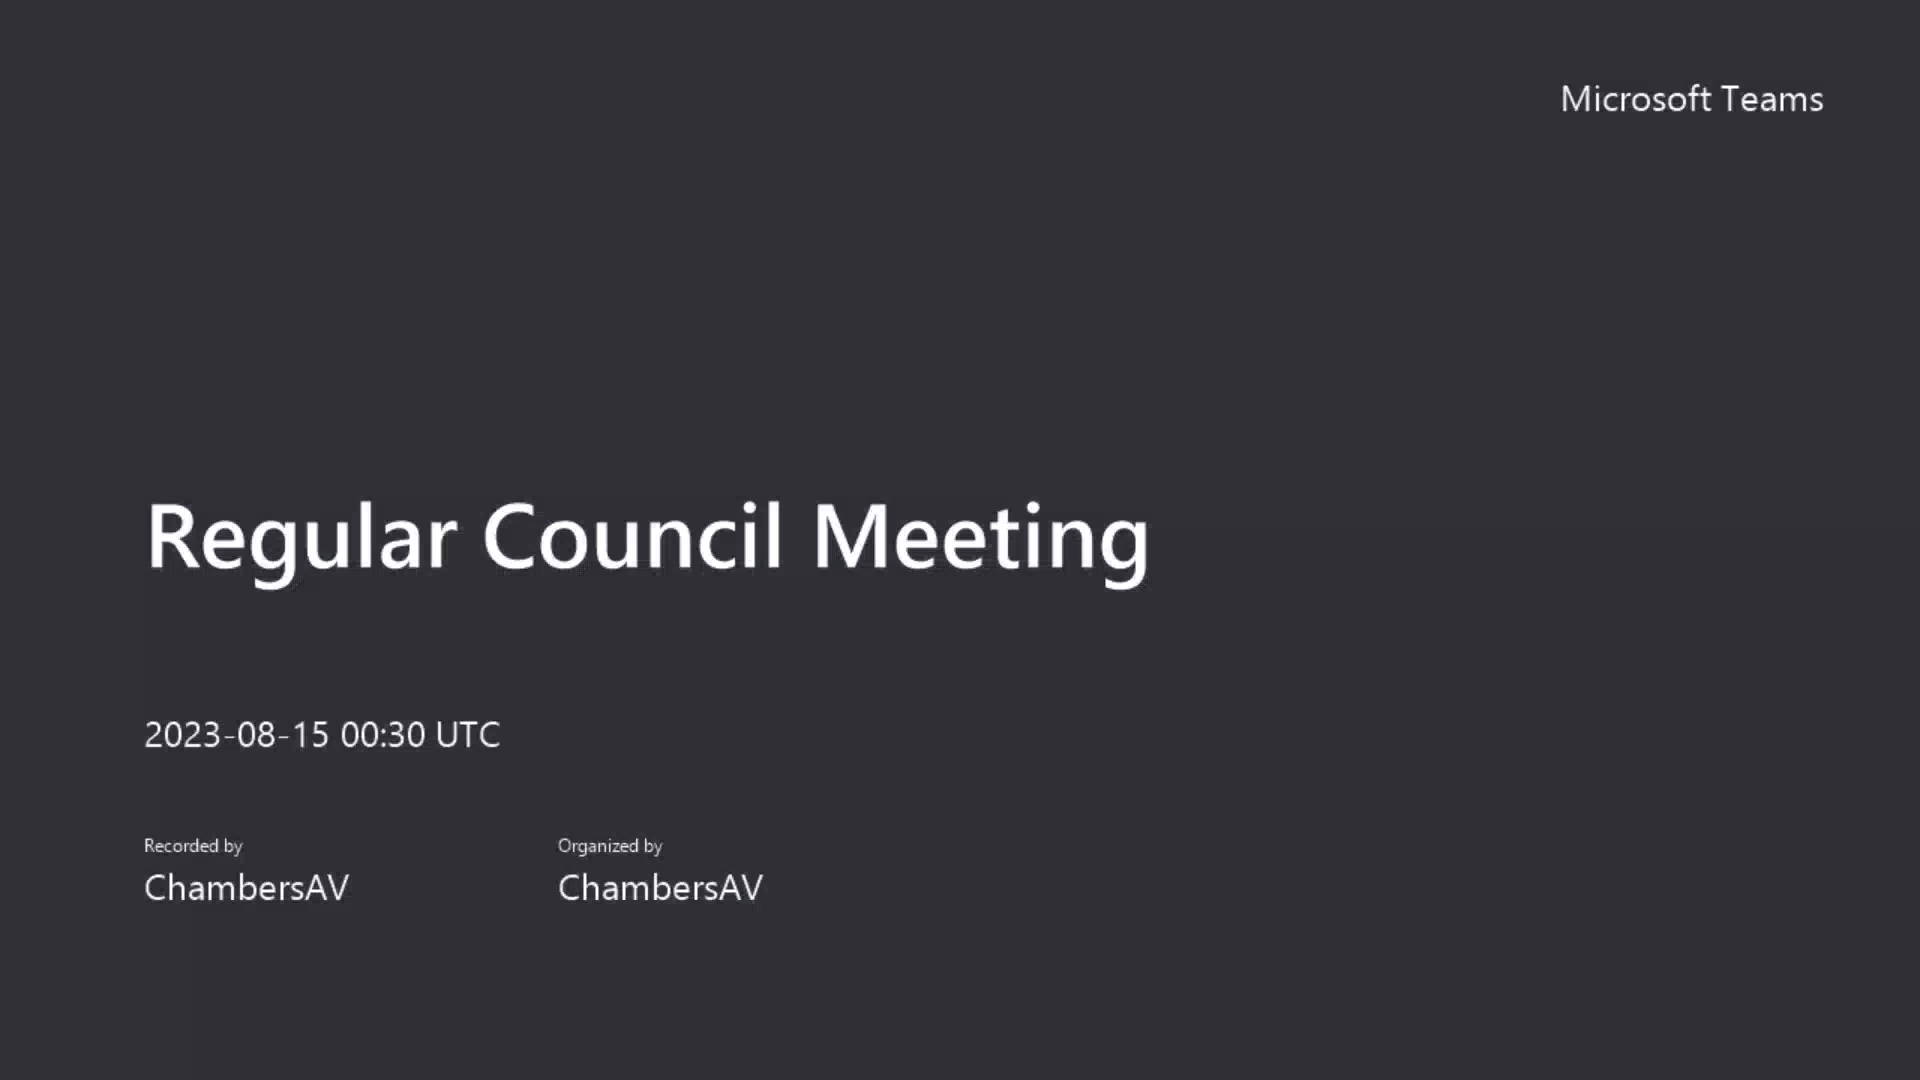 Microsoft Teams
Regular Council Meeting
2023-08-15 00:30 UTC
Recorded by
ChambersAV
Organized by
ChambersAV